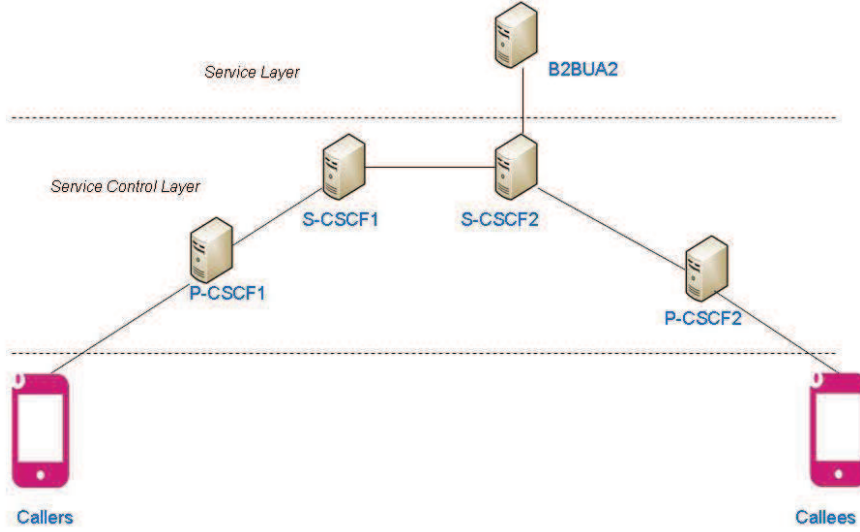 Service Layer
B2BUA2
Service Control Layer
S-CSCF1
S-CSCF2
P-CSCF1
P-CSCF2
Callers
Callees